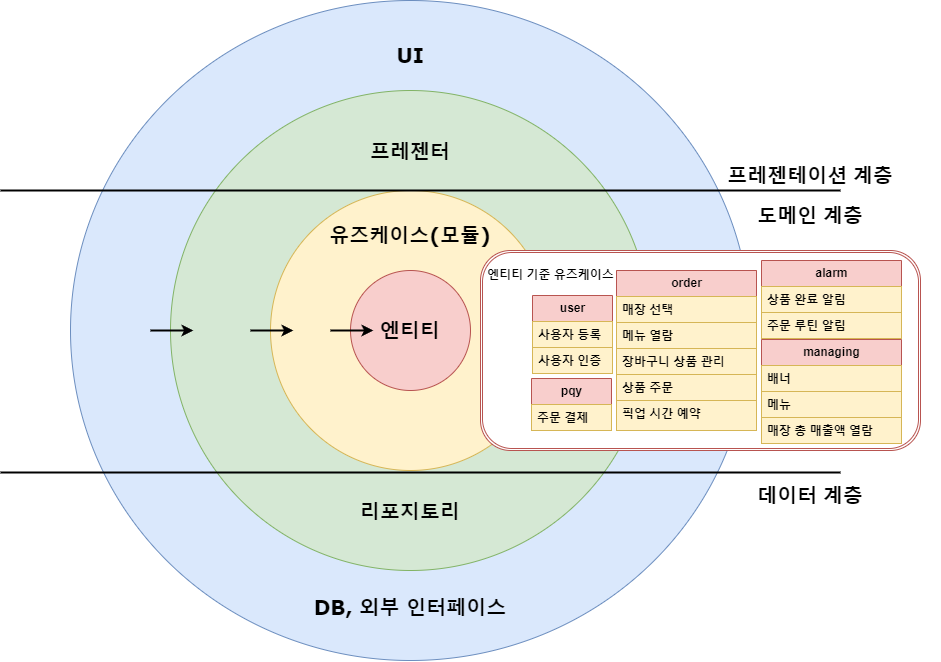 UI
프레젠터
프레젠테이션 계층
도메인 계층
유즈케이스(모듈)
엔티티
엔티티 기준 유즈케이스
user
사용자 등록
사용자 인증
pqy
주문 결제
order
매장 선택
메뉴 열람
장바구니 상품 관리
상품 주문
픽업 시간 예약
alarm
상품 완료 알림
주문 루틴 알림
managing
배너
메뉴
매장 총 매출액 열람
데이터 계층
리포지토리
DB, 외부 인터페이스